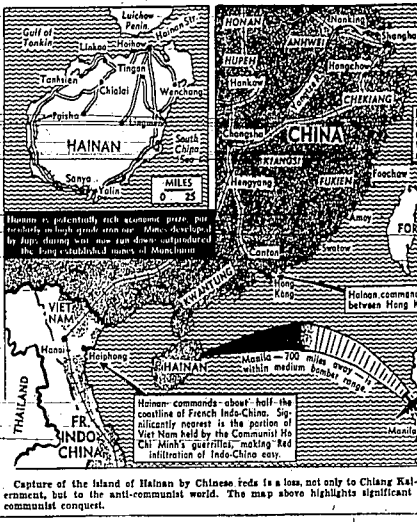 Luichow
Penin.
Gulf of
Tonkin
Hainan Str.
Hoihow
Linkao
Tingan
Tanhsien
Chialai
Wenchang
Paisha
Lingmen
HAINAN
South
China
Sea
Sanya
Yulin
MILES
0 25
Hainan is potentially rich economic prize, par-
ticularly in high grade iron ore. Mines developed
by Japs during war, now run down, outproduced
the long established mines of Manchuria
HONAN
Nanking
Shanghai
ANHWEI
HUPEH
Hangchow
Hankow
Yangtze R.
CHEKIANG
Changsha
CHINA
KIANGSI
Hengyang
FUKIEN
Foochow
Amoy
FOR
Canton
Swatow
KWANTUNG
Hong
Kong
Hainan command
between Hong K
VIET
NAM
Hanoi
Haiphong
HAINAN
Manila—700 miles away—is
within medium bomber range
Manila
THAILAND
FR.
INDO
CHINA
Hainan commands about half the
coastline of French Indo-China. Sig-
nificantly nearest is the portion of
Viet Nam held by the Communist Ho
Chi Minh's guerrillas, making Red
infiltration of Indo-China easy.
Capture of the island of Hainan by Chinese reds is a loss, not only to Chiang Kai-
ernment, but to the anti-communist world. The map above highlights significant
communist conquest.